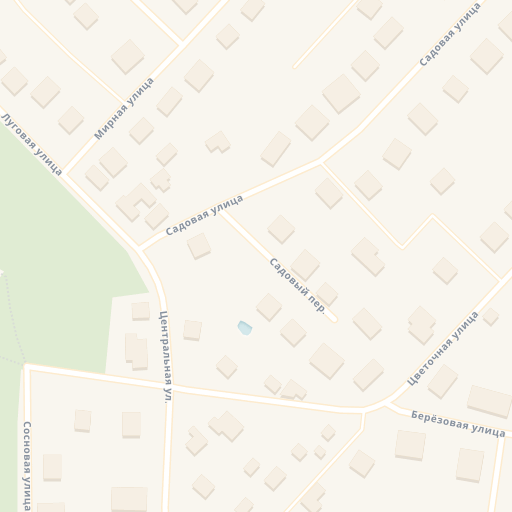 Садовая улица
Мирная улица
Луговая улица
Садовая улица
Садовый пер.
Центральная ул.
Цветочная улица
Берёзовая улица
Сосновая улица